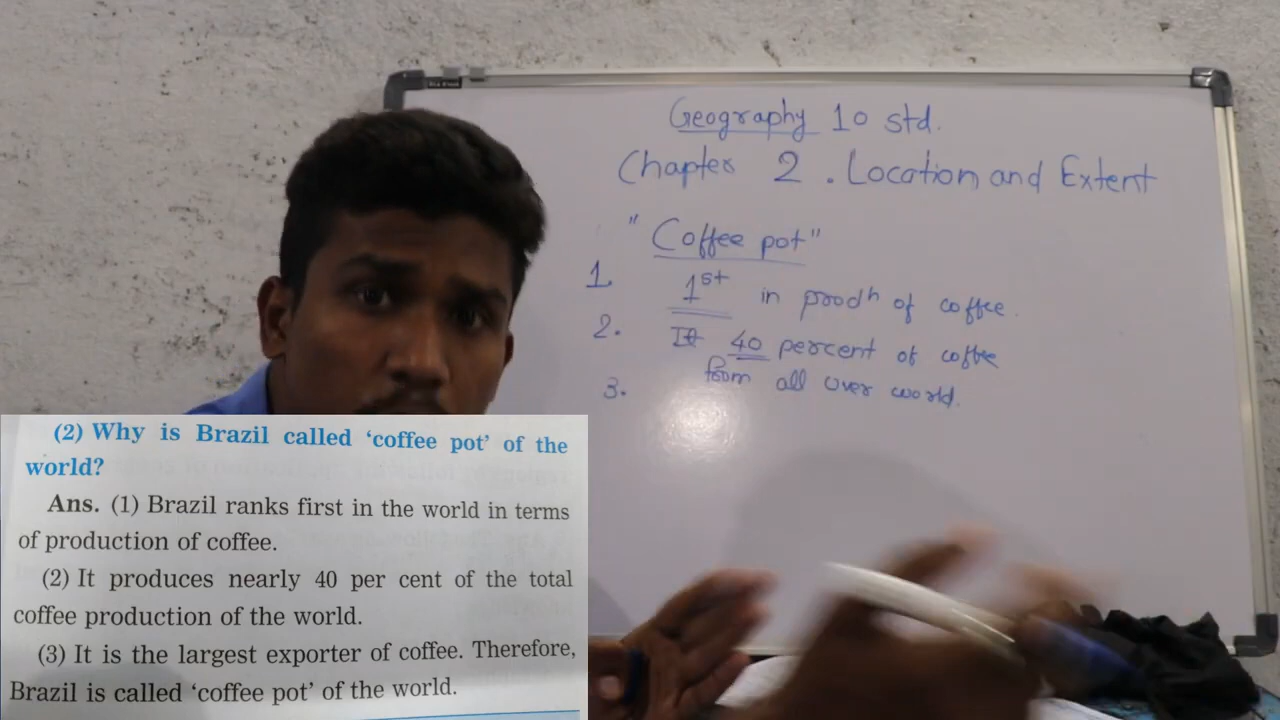 Geography 10 std.
Chapter 2 . Location and Extent
"Coffee pot"
1. 1st in prodn of coffee.
2. It 40 percent of coffee
from all over world.
3.
(2) Why is Brazil called ‘coffee pot’ of the
world?
Ans. (1) Brazil ranks first in the world in terms
of production of coffee.
(2) It produces nearly 40 per cent of the total
coffee production of the world.
(3) It is the largest exporter of coffee. Therefore,
Brazil is called ‘coffee pot’ of the world.